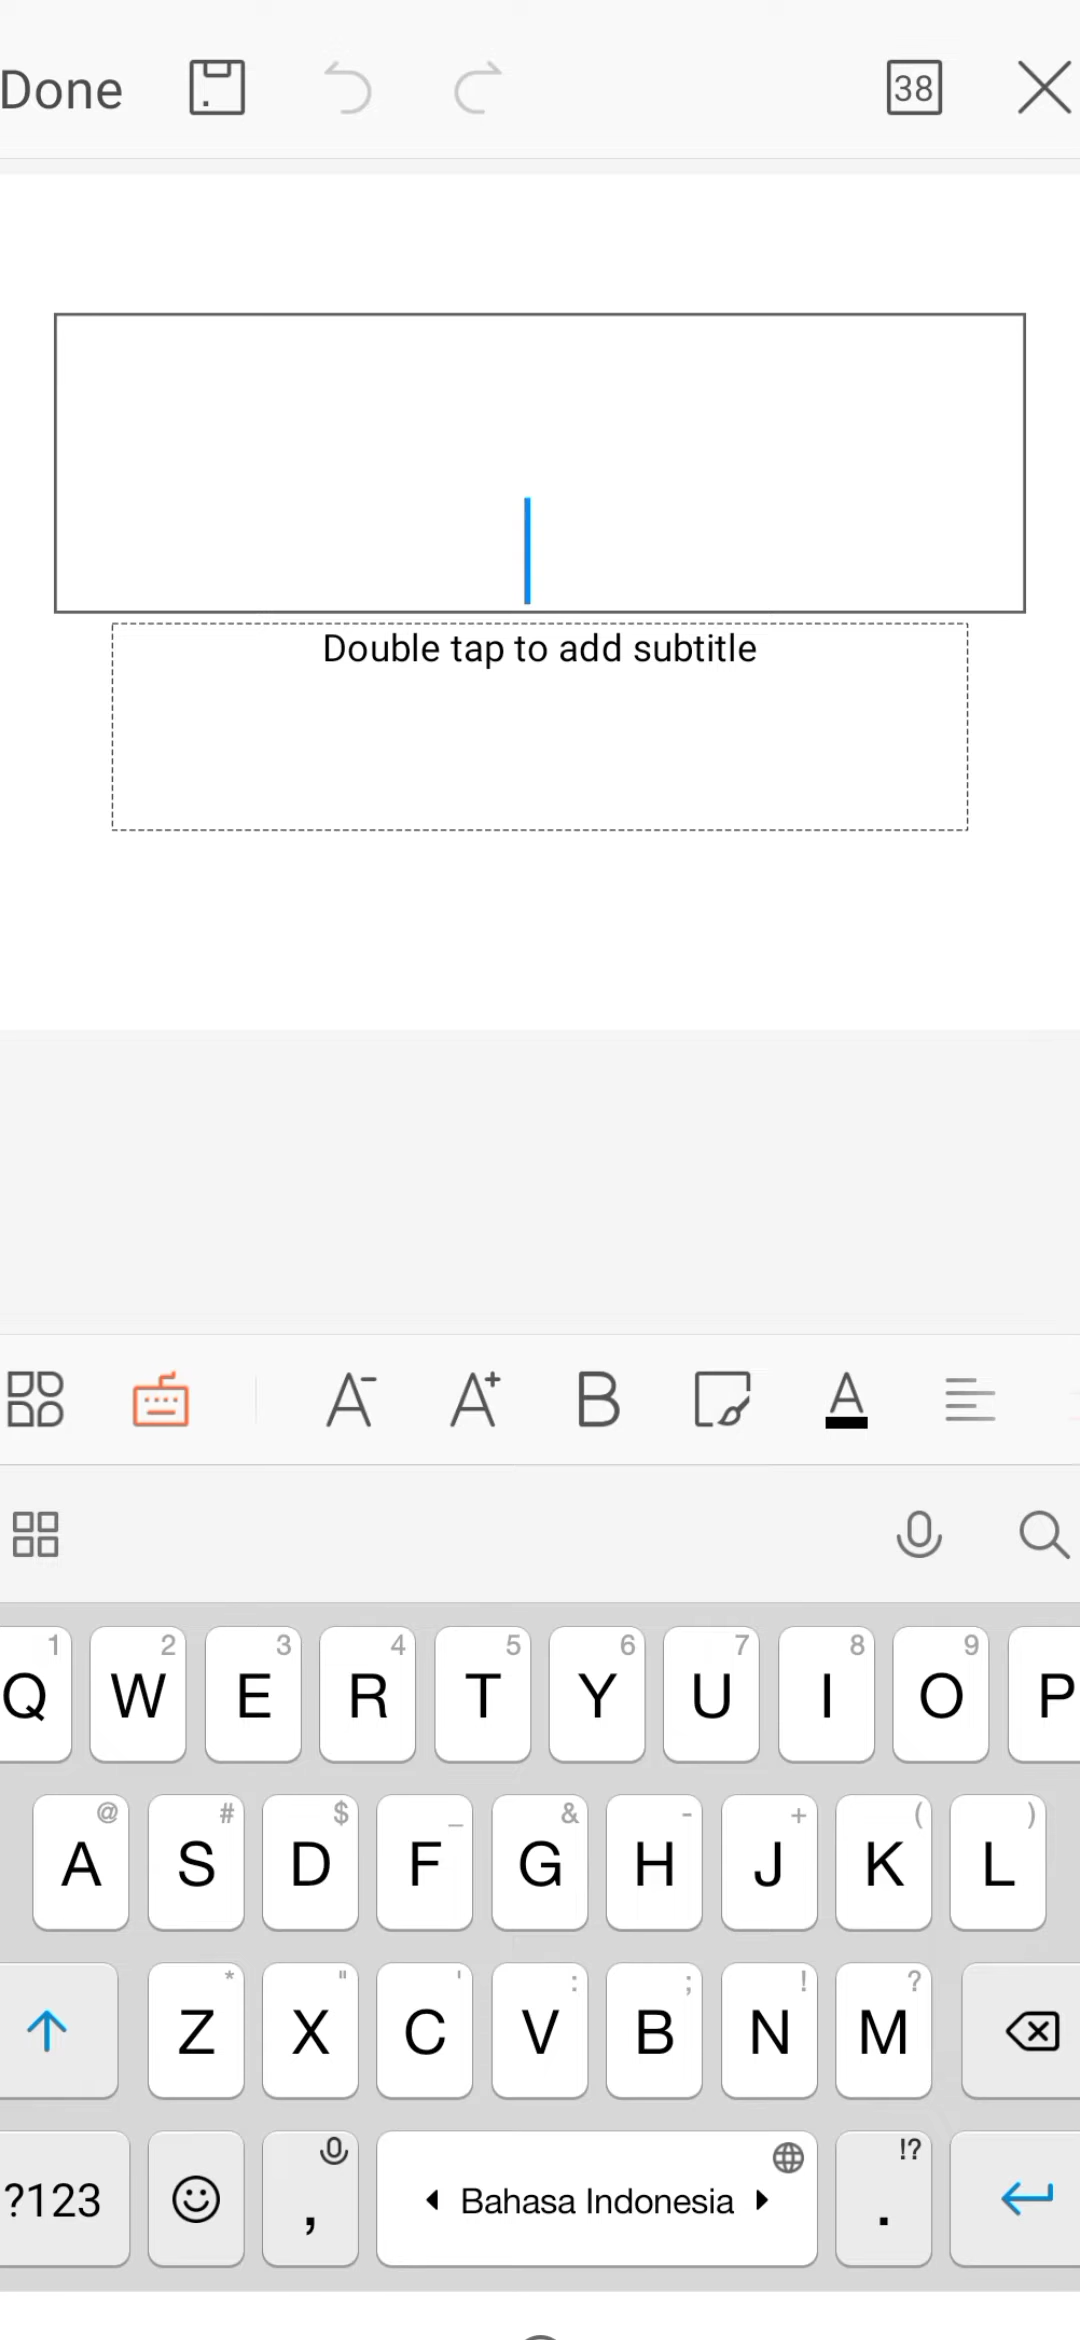 Done 38
Double tap to add subtitle
A- A+ B A
1 2 3 4 5 6 7 8 9
Q W E R T Y U I O P
@ # $ _ & - + ( )
A S D F G H J K L
* " ' : ; ! ?
Z X C V B N M
!?
?123 , Bahasa Indonesia .